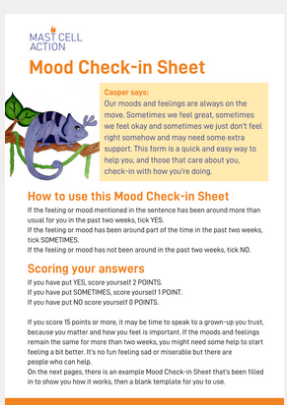 MAST CELL
ACTION
Mood Check-in Sheet
Casper says:
Our moods and feelings are always on the
move. Sometimes we feel great, sometimes
we feel okay and sometimes we just don't feel
right somehow and may need some extra
support. This form is a quick and easy way to
help you, and those that care about you,
check-in with how you're doing.
How to use this Mood Check-in Sheet
If the feeling or mood mentioned in the sentence has been around more than
usual for you in the past two weeks, tick YES.
If the feeling or mood has been around part of the time in the past two weeks,
tick SOMETIMES.
If the feeling or mood has not been around in the past two weeks, tick NO.
Scoring your answers
If you have put YES, score yourself 2 POINTS.
If you have put SOMETIMES, score yourself 1 POINT.
If you have put NO score yourself 0 POINTS.
If you score 15 points or more, it may be time to speak to a grown-up you trust,
because you matter and how you feel is important. If the moods and feelings
remain the same for more than two weeks, you might need some help to start
feeling a bit better. It's no fun feeling sad or miserable but there are
people who can help.
On the next pages, there is an example Mood Check-in Sheet that's been filled
in to show you how it works, then a blank template for you to use.